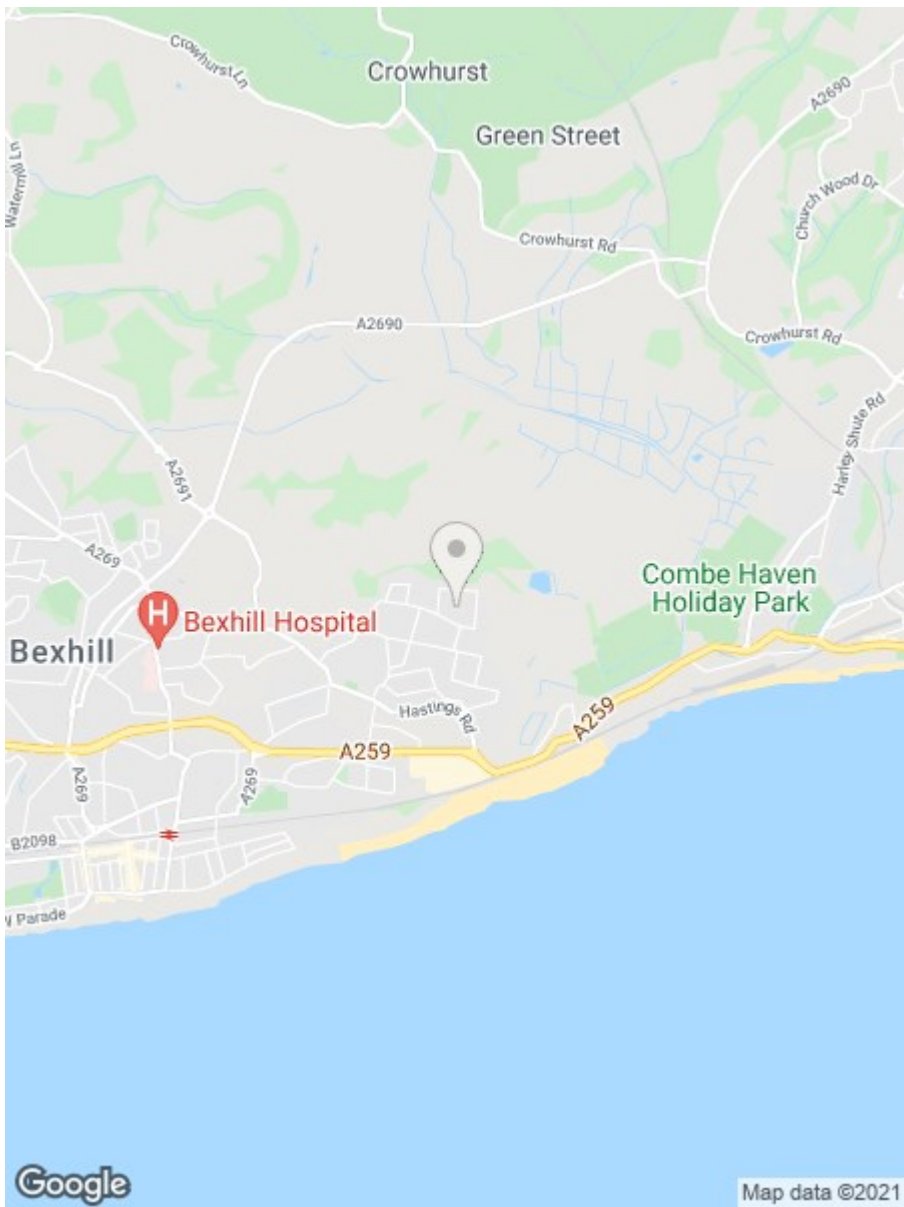 Crowhurst Ln
Crowhurst
Green Street
A2690
Watermill Ln
Church Wood Dr
Crowhurst Rd
A2690
Crowhurst Rd
Harley Shute Rd
A2691
A269
Combe Haven
Holiday Park
H
Bexhill Hospital
Bexhill
Hastings Rd
A259
A259
A269
A269
B2098
W Parade
Google
Map data ©2021